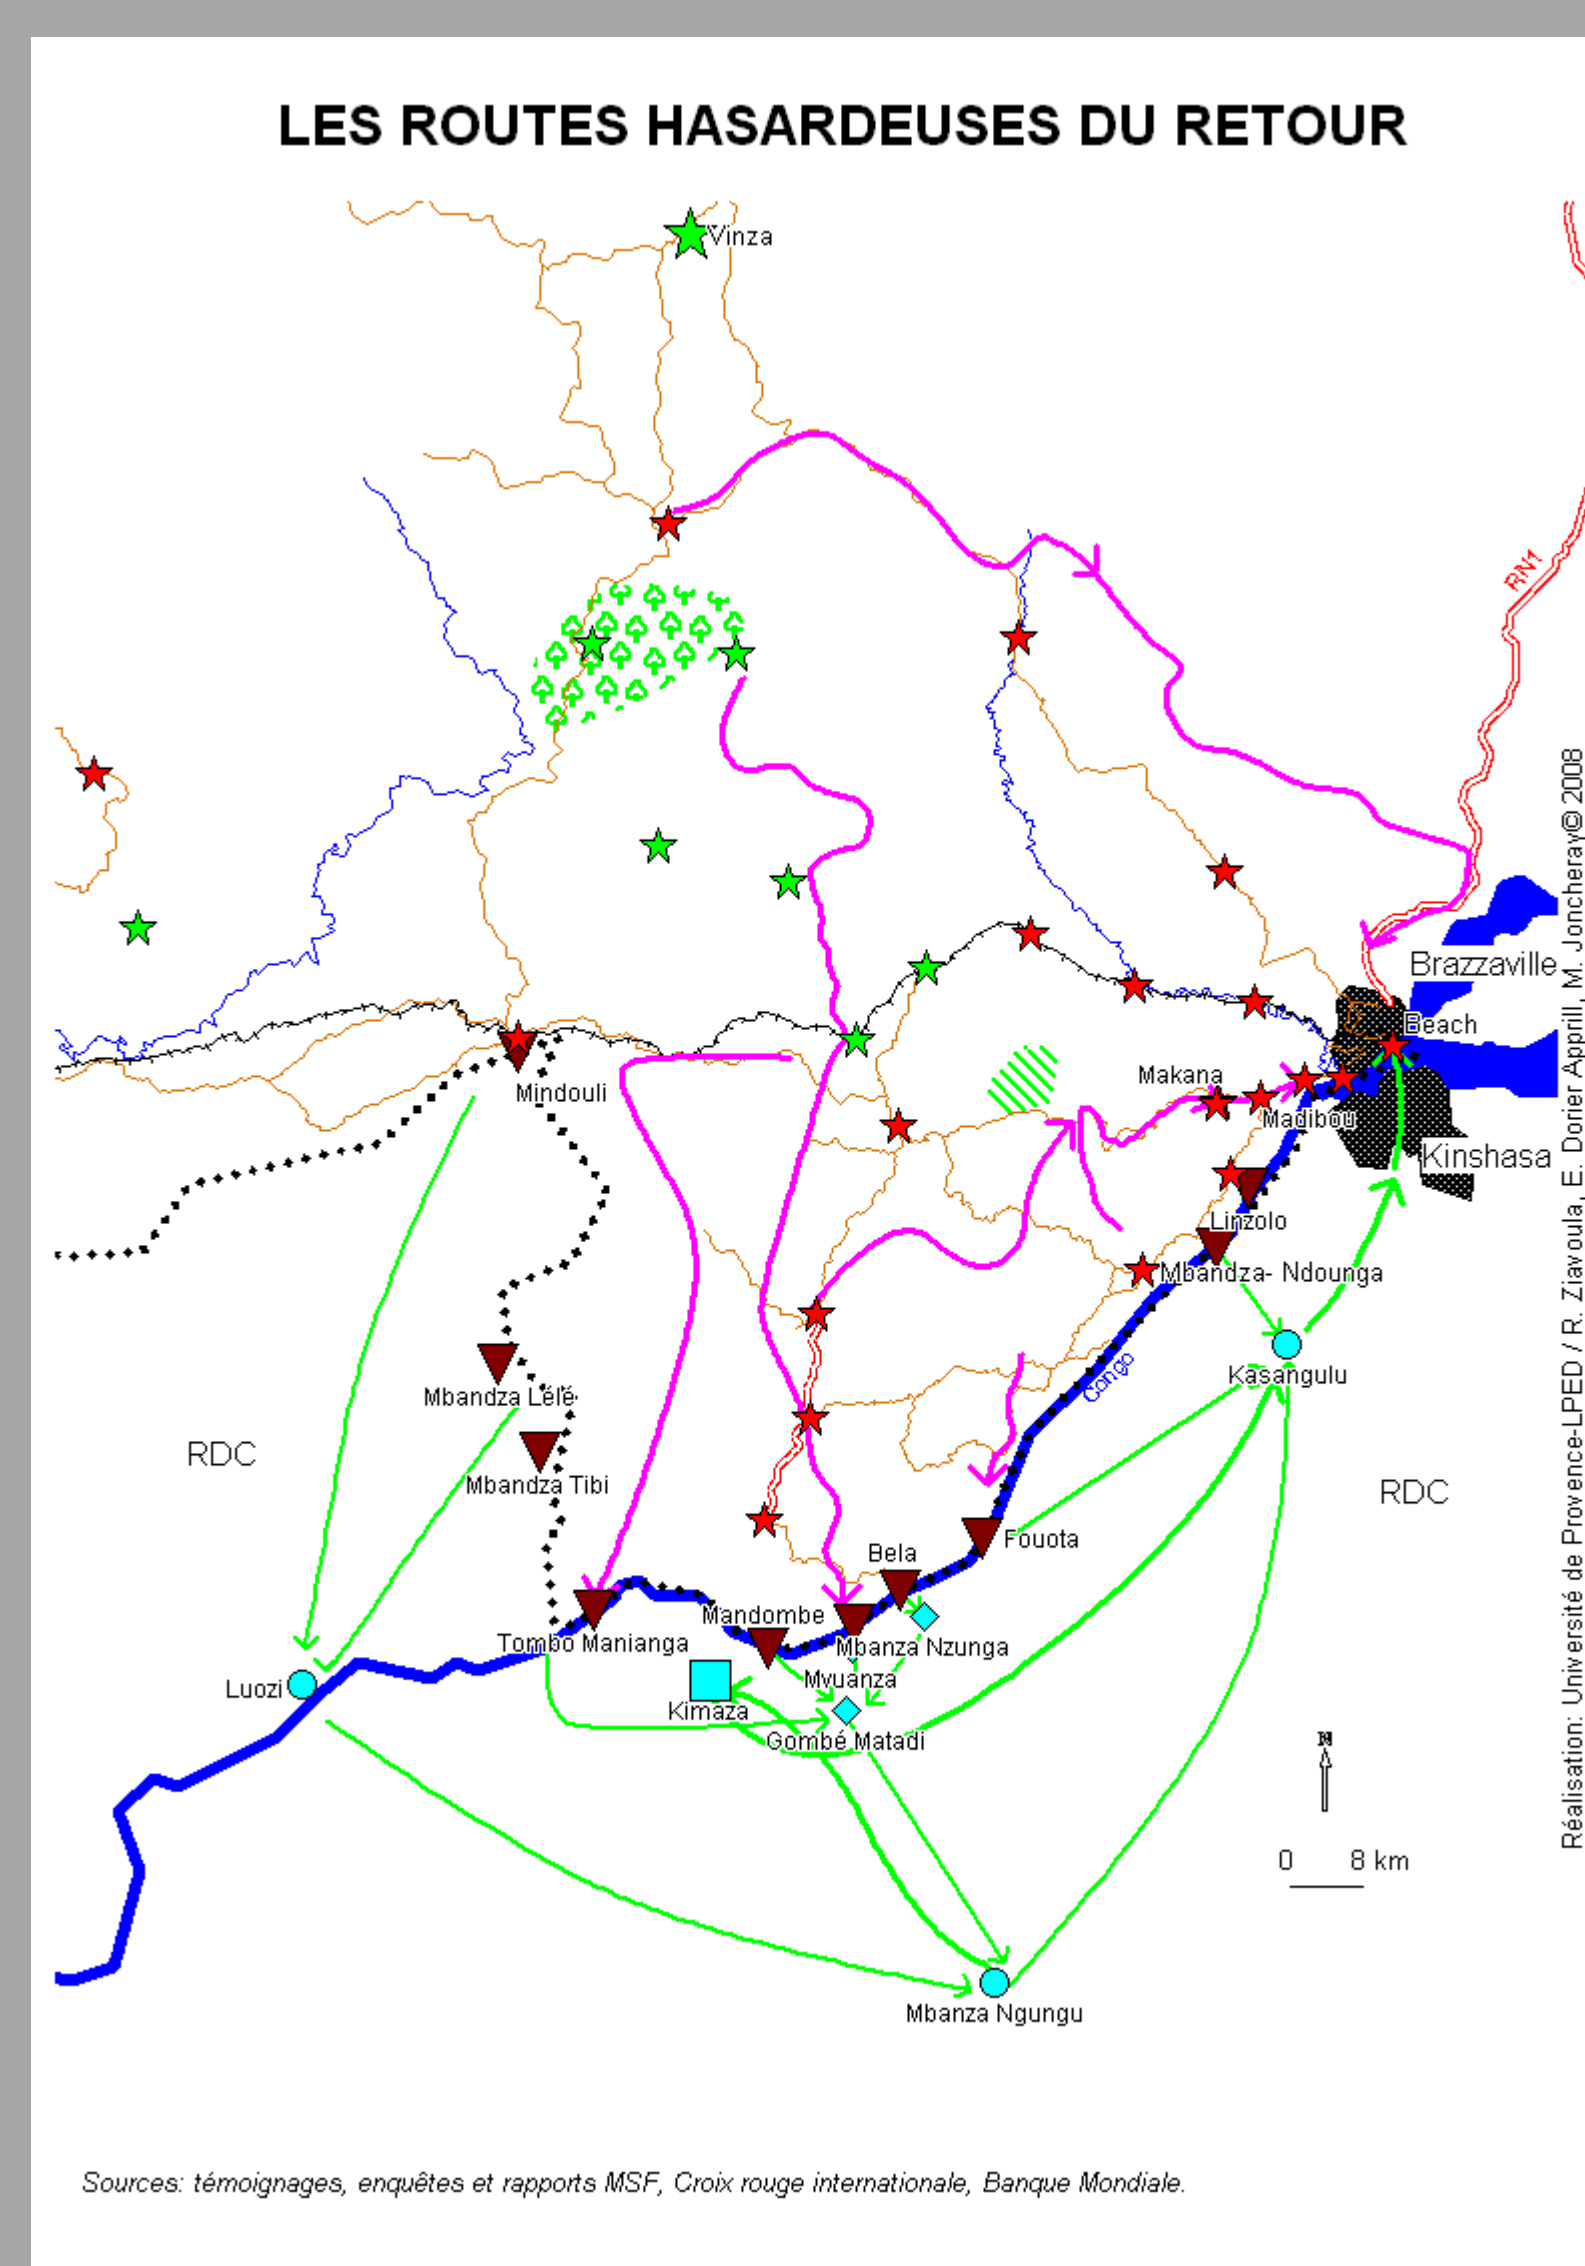 LES ROUTES HASARDEUSES DU RETOUR
Vinza
RN1
Brazzaville
Beach
Mindouli
Makana
Madibou
Kinshasa
Linzolo
Mbandza- Ndounga
Kasangulu
Congo
Mbandza Lélé
RDC
Mbandza Tibi
RDC
Fouota
Bela
Mandombe
Tombo Manianga
Mbanza Nzunga
Mvuanza
Luozi
Kimaza
Gombé Matadi
N
0 8 km
Mbanza Ngungu
Réalisation: Université de Provence-LPED / R. Ziavoula, E. Dorier Apprill, M. Joncheray© 2008
Sources: témoignages, enquêtes et rapports MSF, Croix rouge internationale, Banque Mondiale.